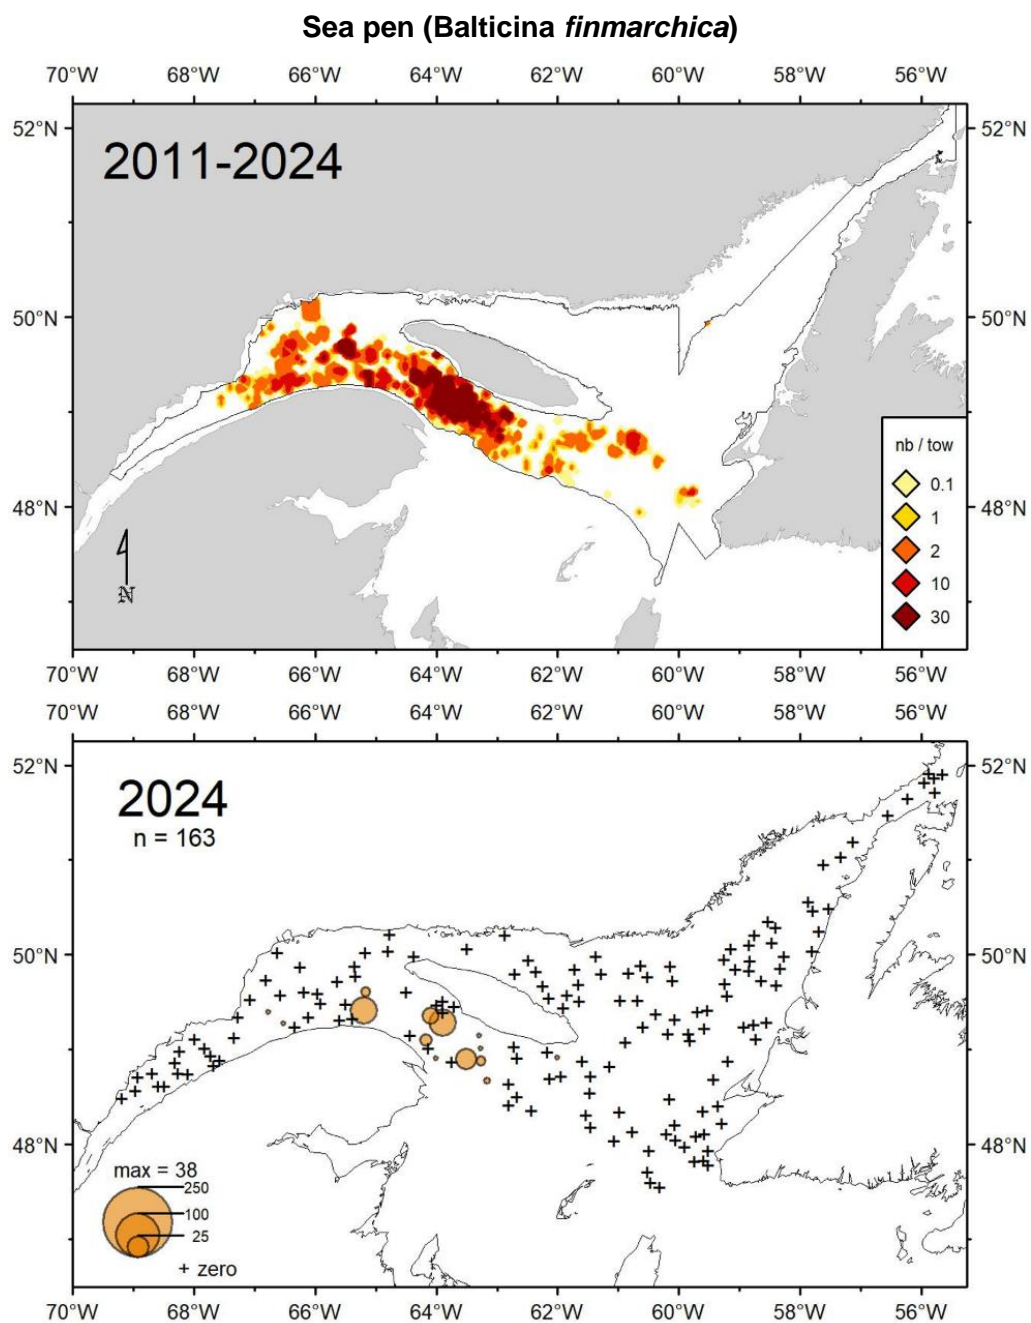 Sea pen (Balticina finmarchica)
70°W 68°W 66°W 64°W 62°W 60°W 58°W 56°W
52°N 52°N
2011-2024
50°N 50°N
nb / tow
0.1
1
48°N 48°N
2
10
N
30
70°W 68°W 66°W 64°W 62°W 60°W 58°W 56°W
70°W 68°W 66°W 64°W 62°W 60°W 58°W 56°W
52°N 52°N
2024
n = 163
50°N 50°N
48°N 48°N
max = 38
250
100
25
+ zero
70°W 68°W 66°W 64°W 62°W 60°W 58°W 56°W